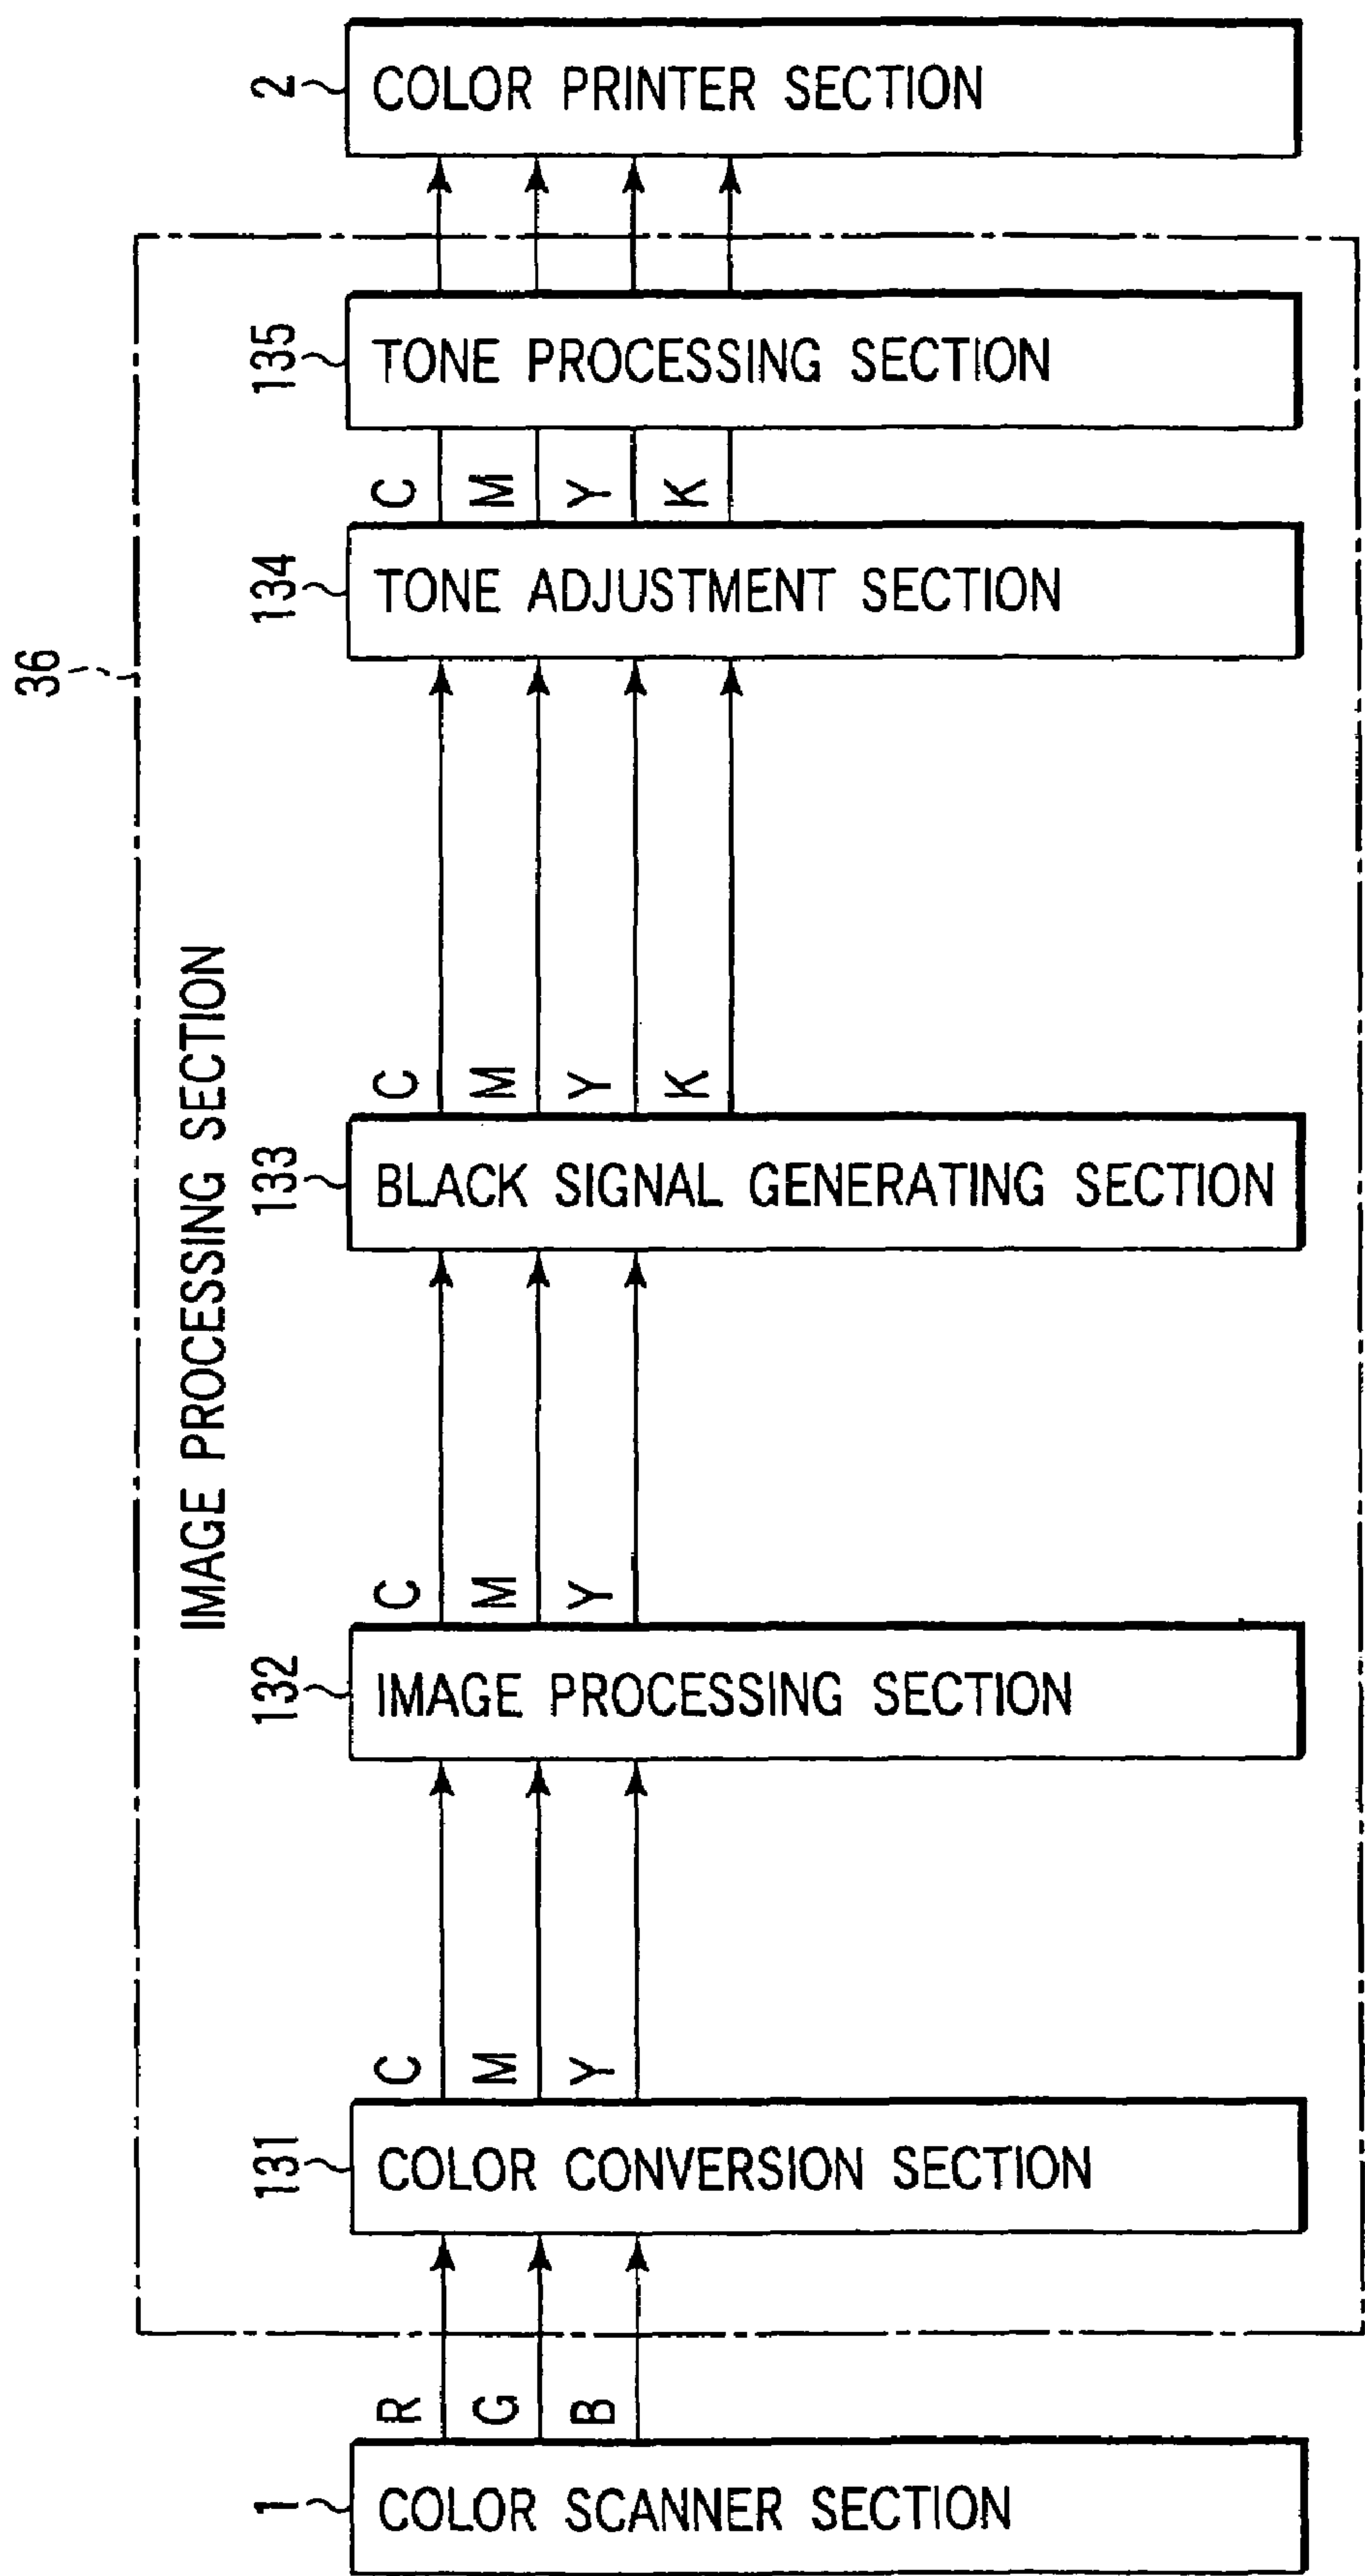 36
IMAGE PROCESSING SECTION
1
COLOR SCANNER SECTION
R
G
B
131
COLOR CONVERSION SECTION
C
M
Y
132
IMAGE PROCESSING SECTION
C
M
Y
133
BLACK SIGNAL GENERATING SECTION
C
M
Y
K
134
TONE ADJUSTMENT SECTION
C
M
Y
K
135
TONE PROCESSING SECTION
2
COLOR PRINTER SECTION